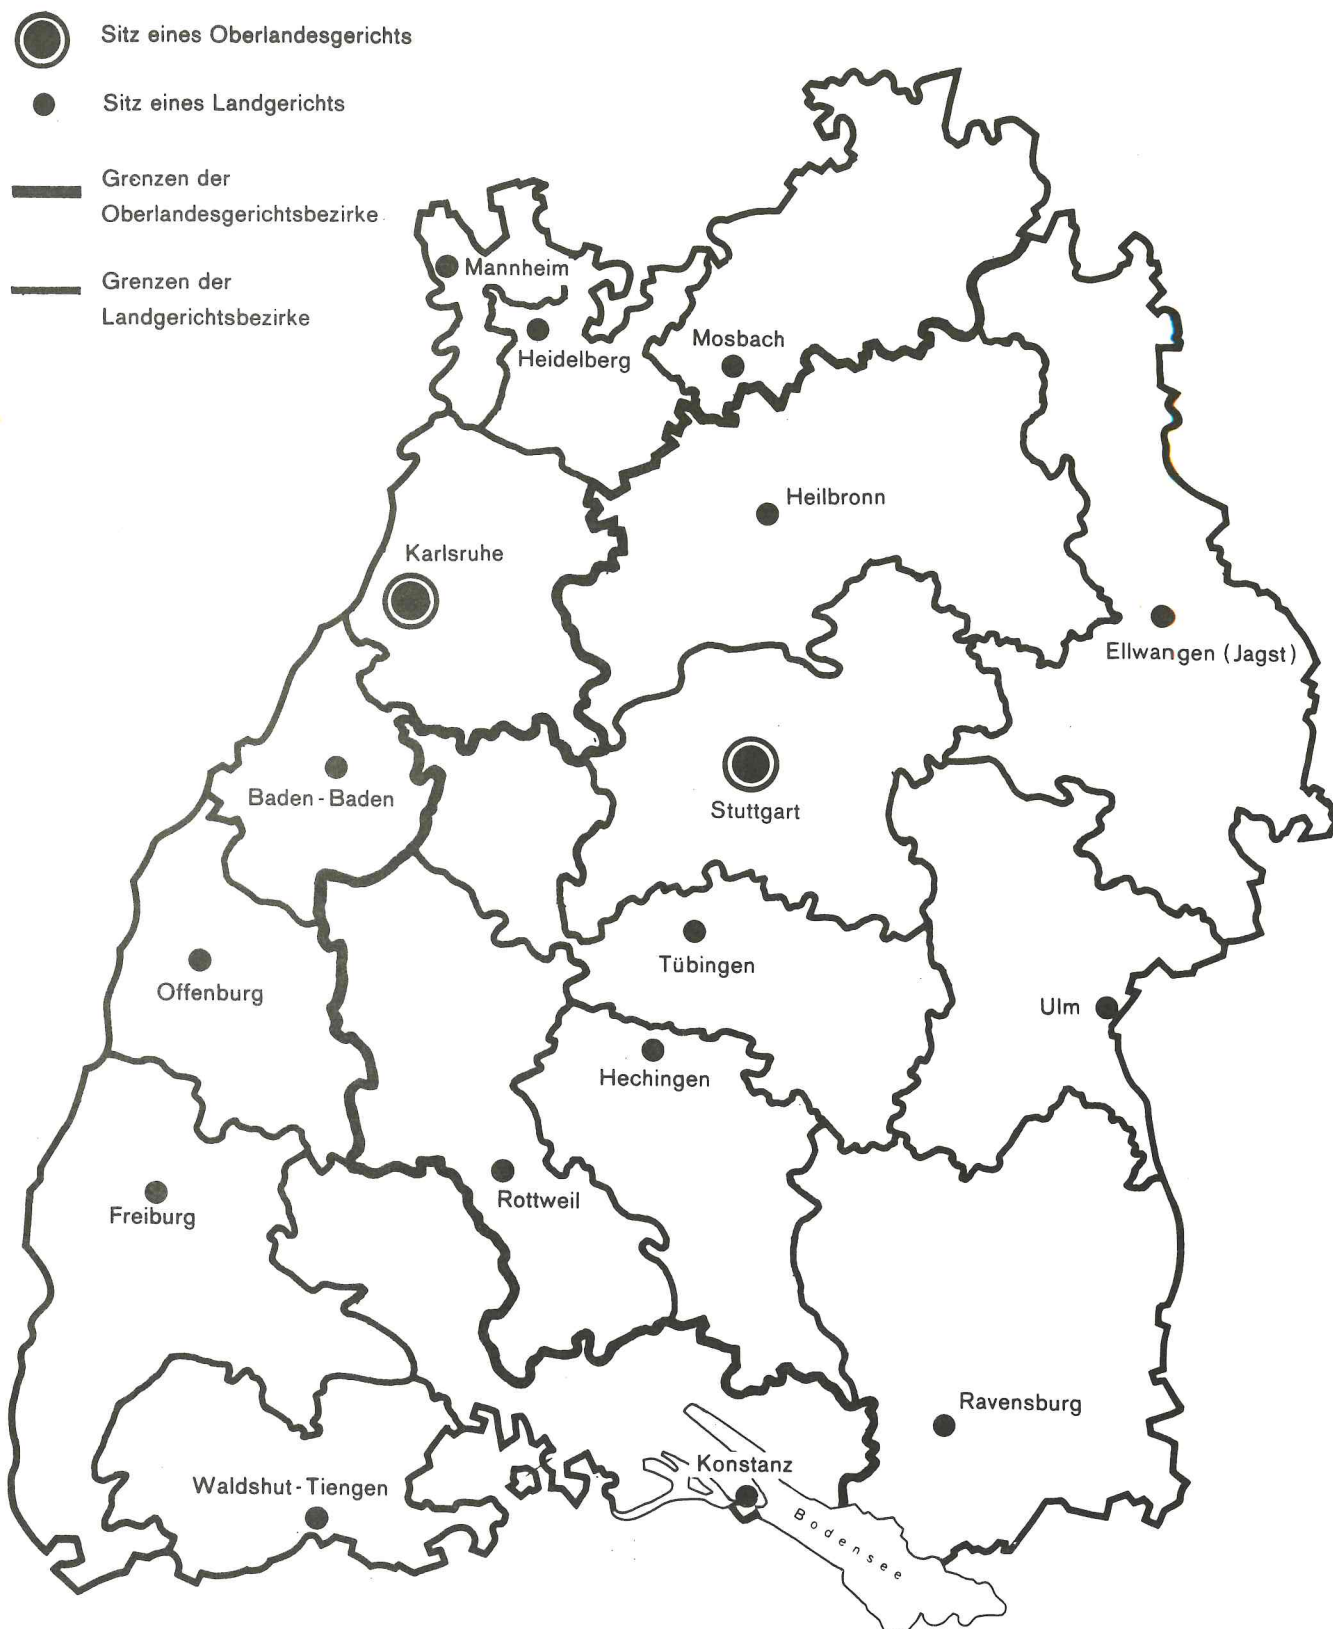 Sitz eines Oberlandesgerichts
Sitz eines Landgerichts
Grenzen der
Oberlandesgerichtsbezirke
Grenzen der
Landgerichtsbezirke
Mannheim
Mosbach
Heidelberg
Heilbronn
Karlsruhe
Ellwangen (Jagst)
Baden-Baden
Stuttgart
Tübingen
Offenburg
Ulm
Hechingen
Rottweil
Freiburg
Ravensburg
Konstanz
Waldshut-Tiengen
Bodensee